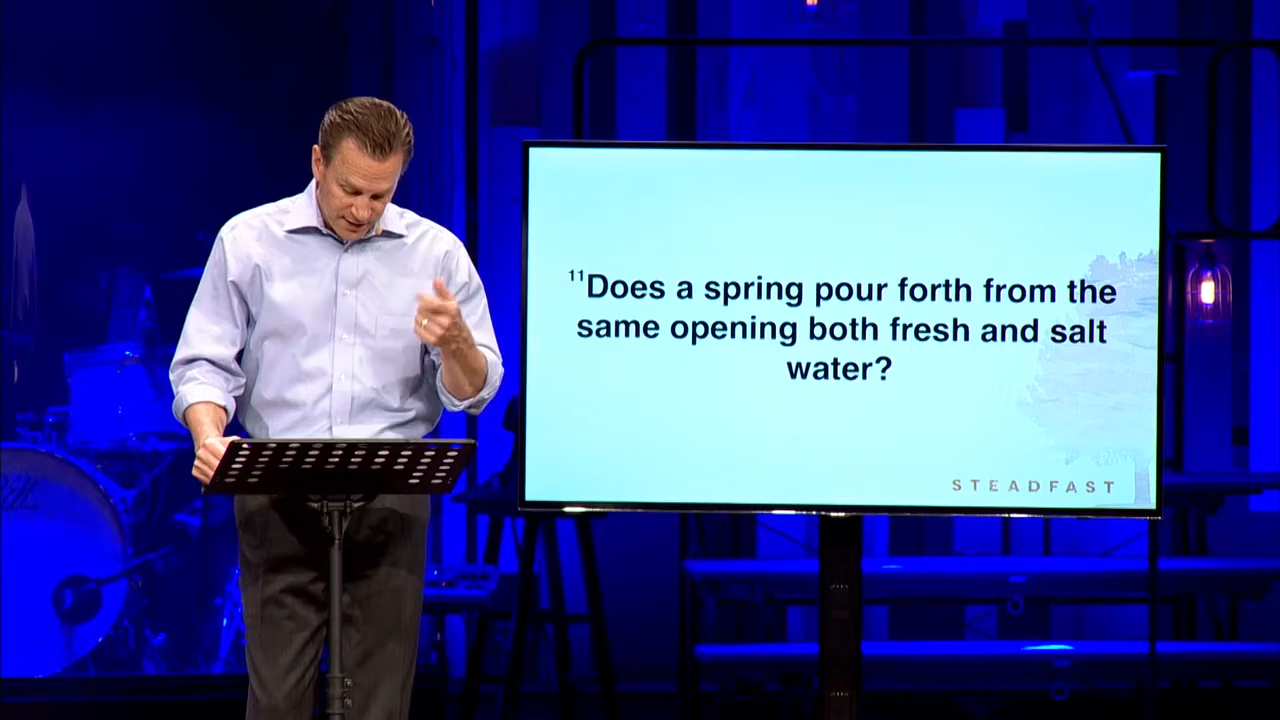 11Does a spring pour forth from the
same opening both fresh and salt
water?
STEADFAST